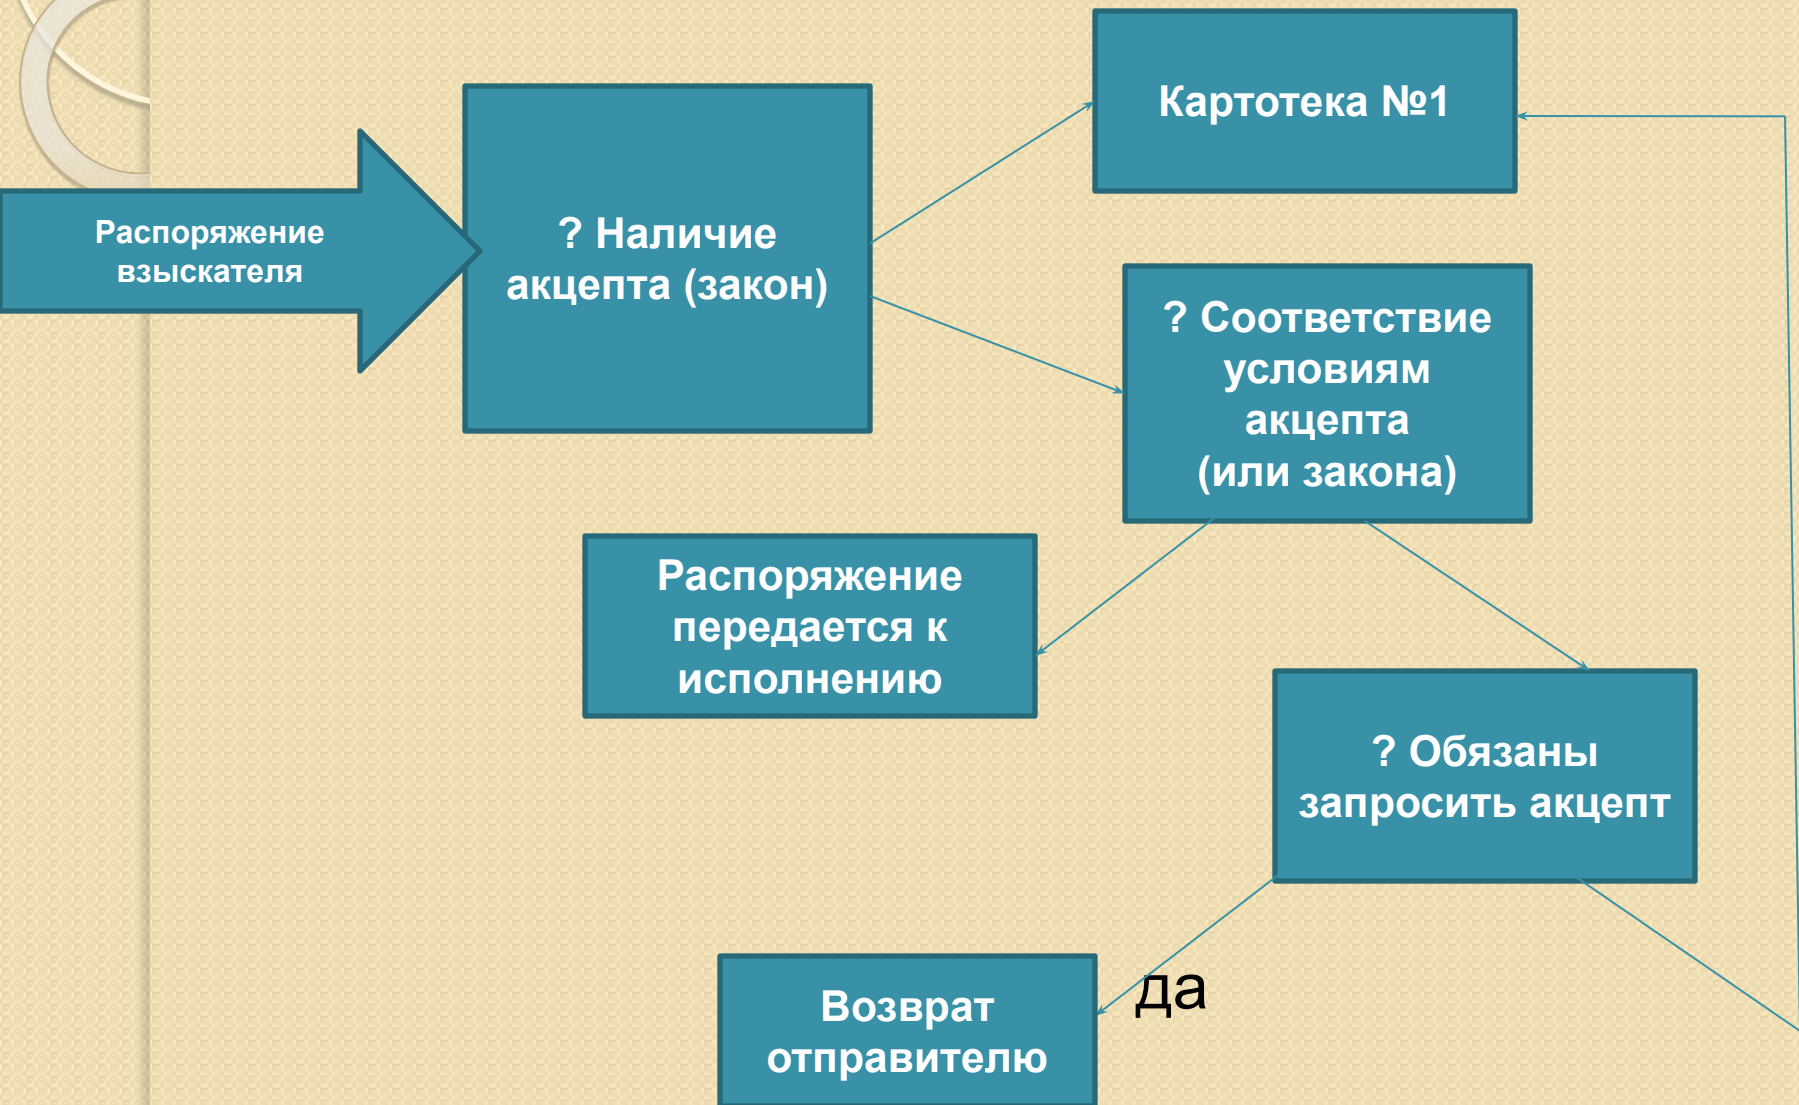 Картотека №1
Распоряжение
взыскателя
? Наличие
акцепта (закон)
? Соответствие
условиям
акцепта
(или закона)
Распоряжение
передается к
исполнению
? Обязаны
запросить акцепт
да
Возврат
отправителю